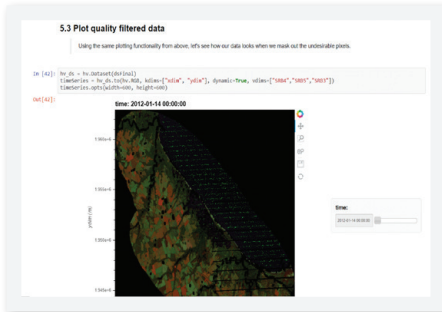 5.3 Plot quality filtered data
Using the same plotting functionality from above, let's see how our data looks when we mask out the undesirable pixels.
In [42]: hv_ds = hv.Dataset(dsFinal)
timeSeries = hv_ds.to(hv.RGB, kdims=["xdim", "ydim"], dynamic=True, vdims=["SRB4","SRB5","SRB3"])
timeSeries.opts(width=600, height=600)
Out[42]:
time: 2012-01-14 00:00:00
time:
2012-01-14 00:00:00